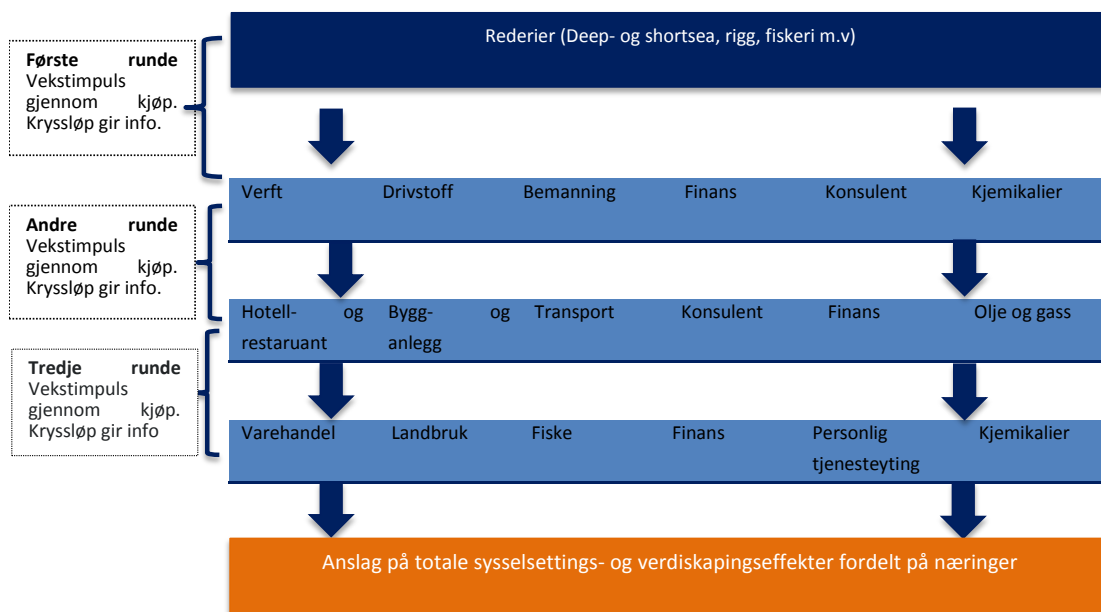 Rederier (Deep- og shortsea, rigg, fiskeri m.v)
Første runde
Vekstimpuls
gjennom kjøp.
Kryssløp gir info.
Verft Drivstoff Bemanning Finans Konsulent Kjemikalier
Andre runde
Vekstimpuls
gjennom kjøp.
Kryssløp gir info.
Hotell- og Bygg- og Transport Konsulent Finans Olje og gass
restaruant anlegg
Tredje runde
Vekstimpuls
gjennom kjøp.
Kryssløp gir info
Varehandel Landbruk Fiske Finans Personlig Kjemikalier
tjenesteyting
Anslag på totale sysselsettings- og verdiskapingseffekter fordelt på næringer